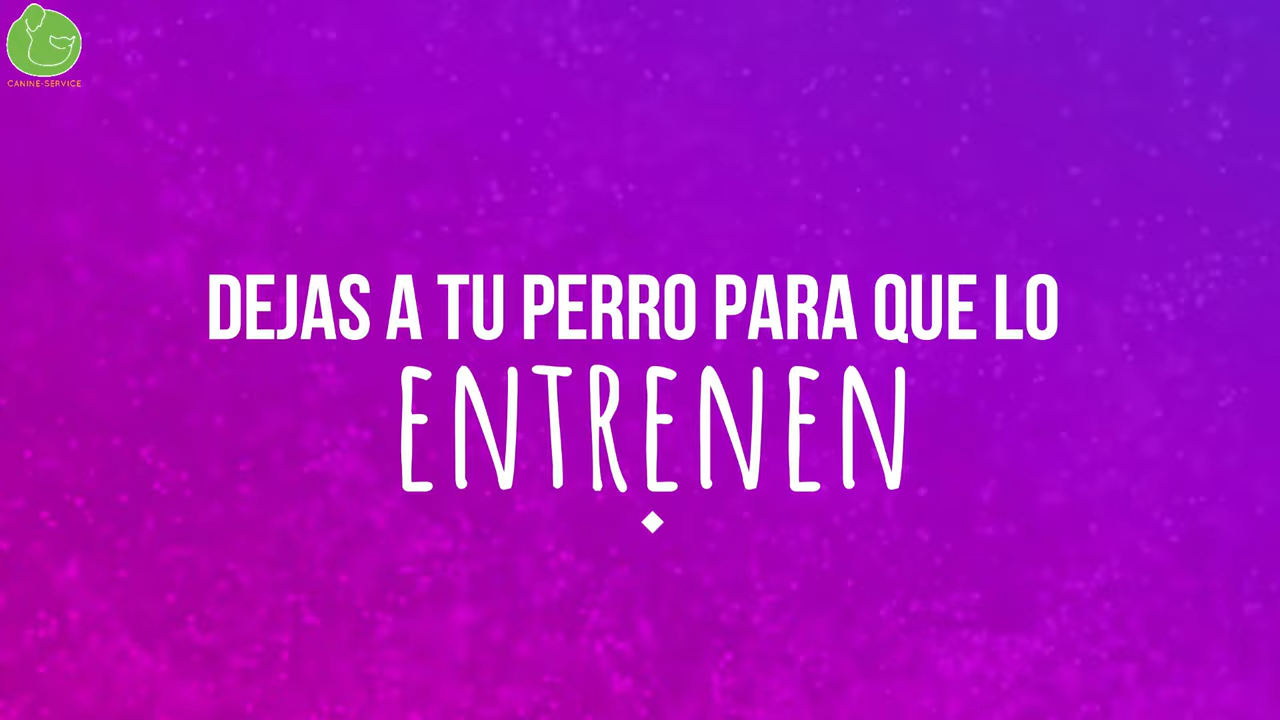 CANINE-SERVICE
DEJAS A TU PERRO PARA QUE LO
ENTRENEN